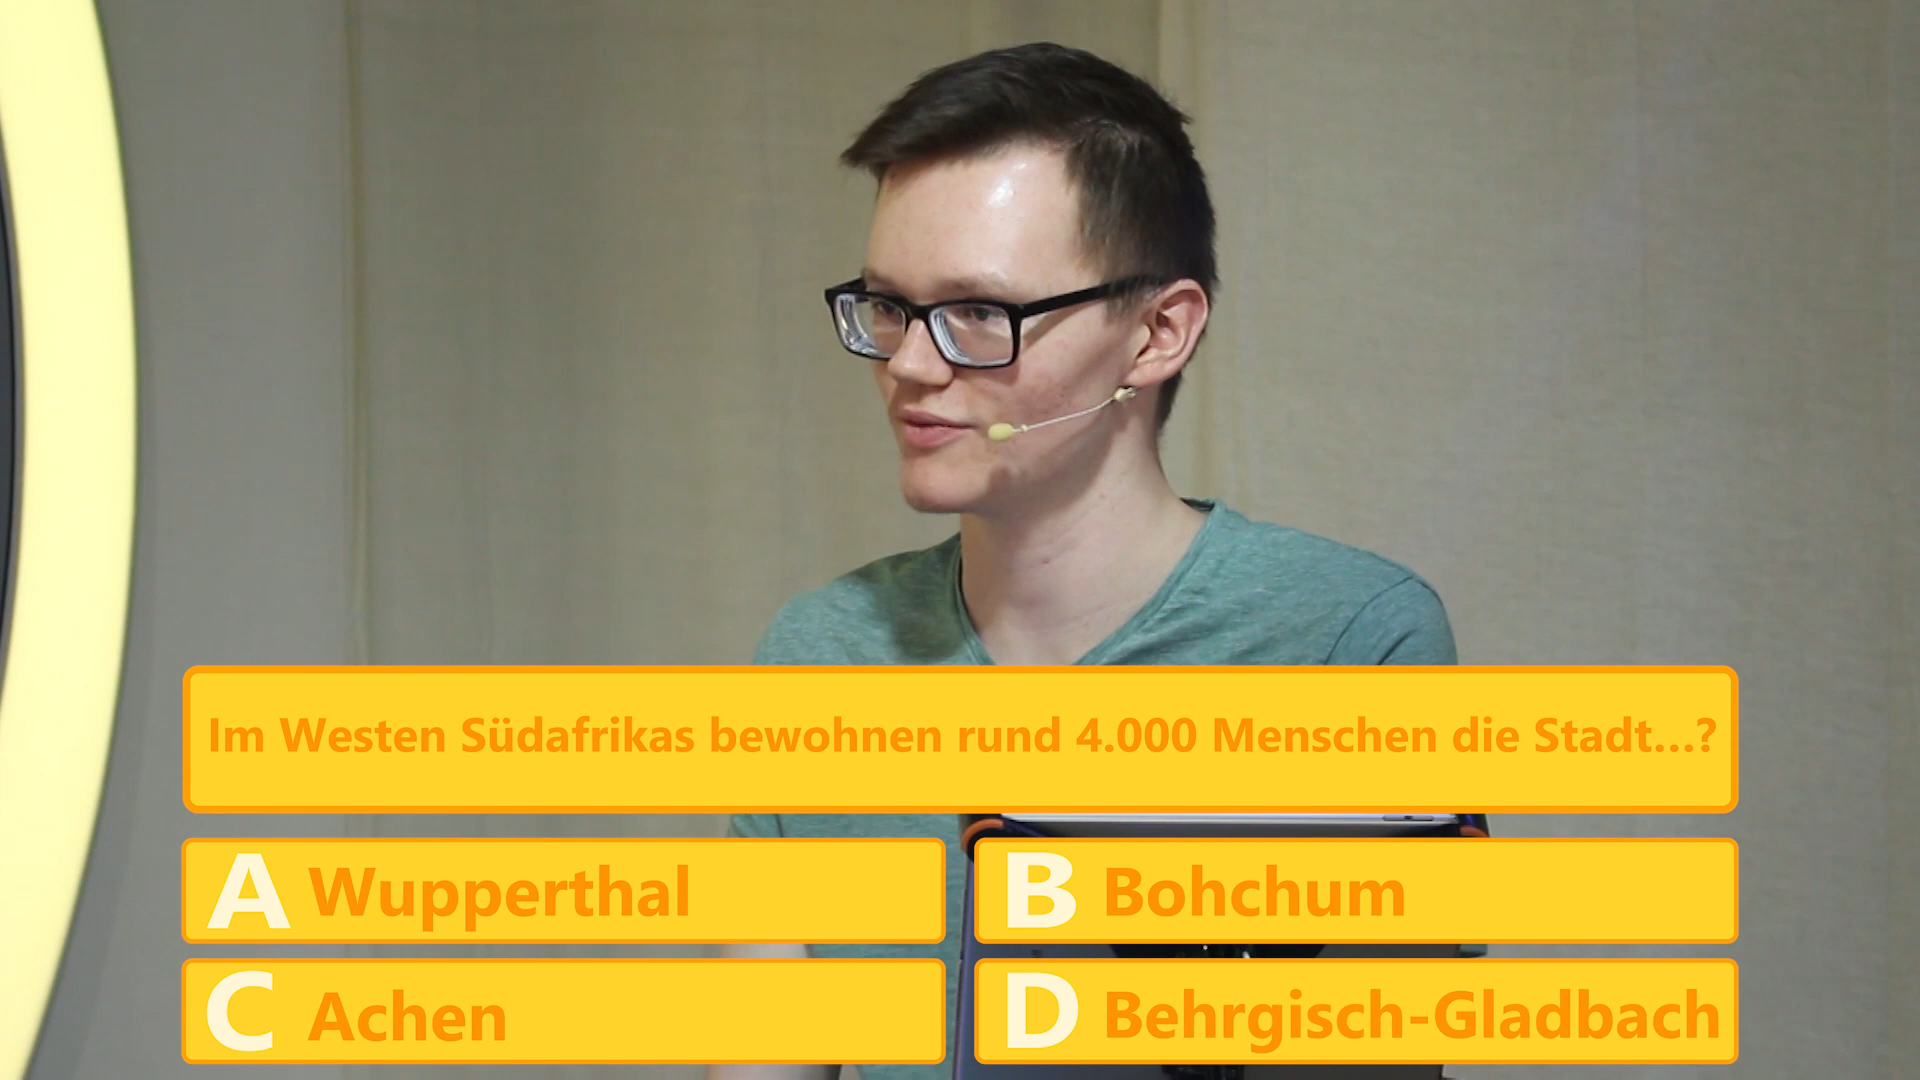 Im Westen Südafrikas bewohnen rund 4.000 Menschen die Stadt...?
A Wupperthal
B Bohchum
C Achen
D Behrgisch-Gladbach